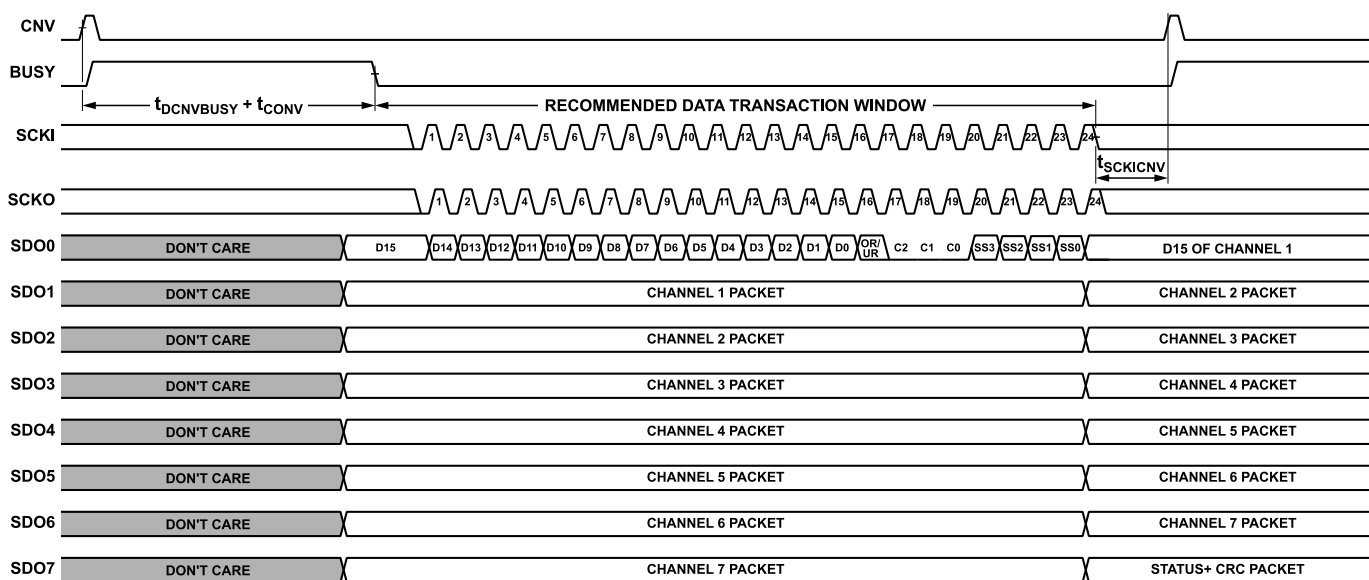 CNV
BUSY
tDCNVBUSY + tCONV
RECOMMENDED DATA TRANSACTION WINDOW
SCKI 1 2 3 4 5 6 7 8 9 10 11 12 13 14 15 16 17 18 19 20 21 22 23 24
tSCKICNV
SCKO 1 2 3 4 5 6 7 8 9 10 11 12 13 14 15 16 17 18 19 20 21 22 23 24
SDO0 DON'T CARE D15 D14 D13 D12 D11 D10 D9 D8 D7 D6 D5 D4 D3 D2 D1 D0 OR/UR C2 C1 C0 SS3 SS2 SS1 SS0 D15 OF CHANNEL 1
SDO1 DON'T CARE CHANNEL 1 PACKET CHANNEL 2 PACKET
SDO2 DON'T CARE CHANNEL 2 PACKET CHANNEL 3 PACKET
SDO3 DON'T CARE CHANNEL 3 PACKET CHANNEL 4 PACKET
SDO4 DON'T CARE CHANNEL 4 PACKET CHANNEL 5 PACKET
SDO5 DON'T CARE CHANNEL 5 PACKET CHANNEL 6 PACKET
SDO6 DON'T CARE CHANNEL 6 PACKET CHANNEL 7 PACKET
SDO7 DON'T CARE CHANNEL 7 PACKET STATUS+ CRC PACKET